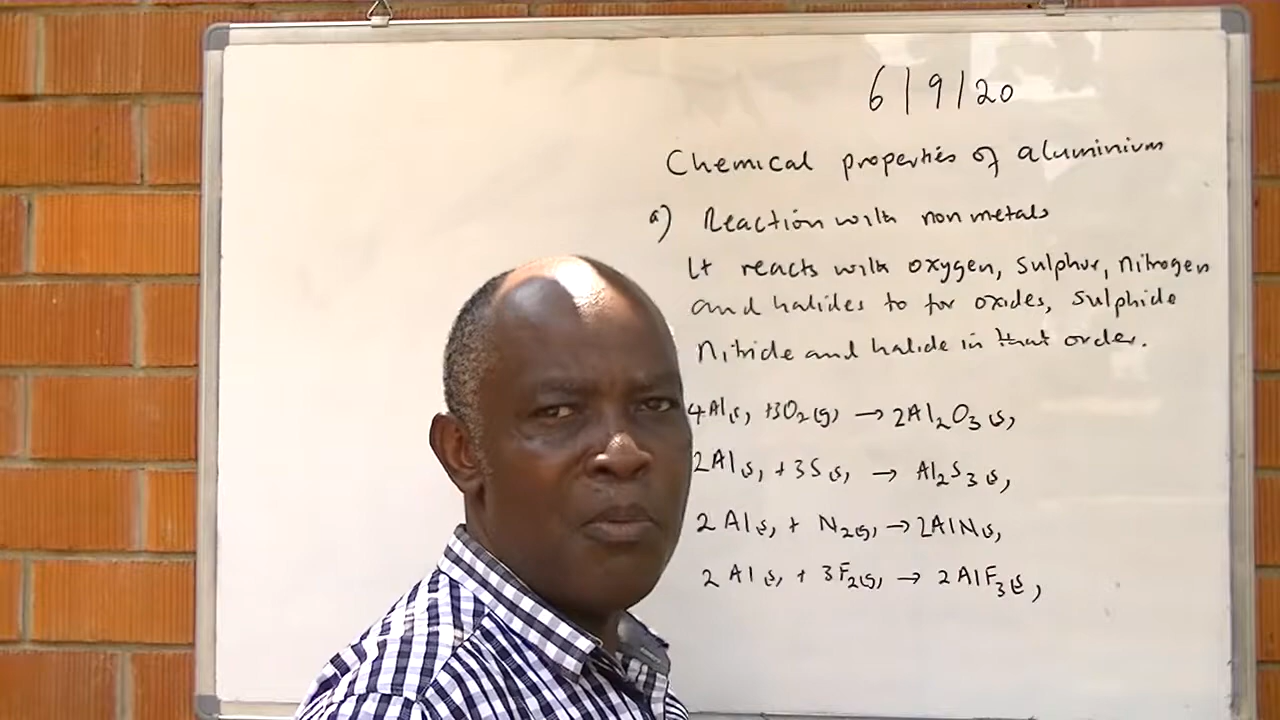 6/9/20
Chemical properties of aluminium
a) Reaction with non metals
It reacts with oxygen, sulphur, nitrogen
and halides to for oxides, sulphide
Nitride and halide in that order.
4Al(s) + 3O₂(g) → 2Al₂O₃(s)
2Al(s) + 3S(s) → Al₂S₃(s)
2Al(s) + N₂(g) → 2AlN(s)
2Al(s) + 3F₂(g) → 2AlF₃(s)